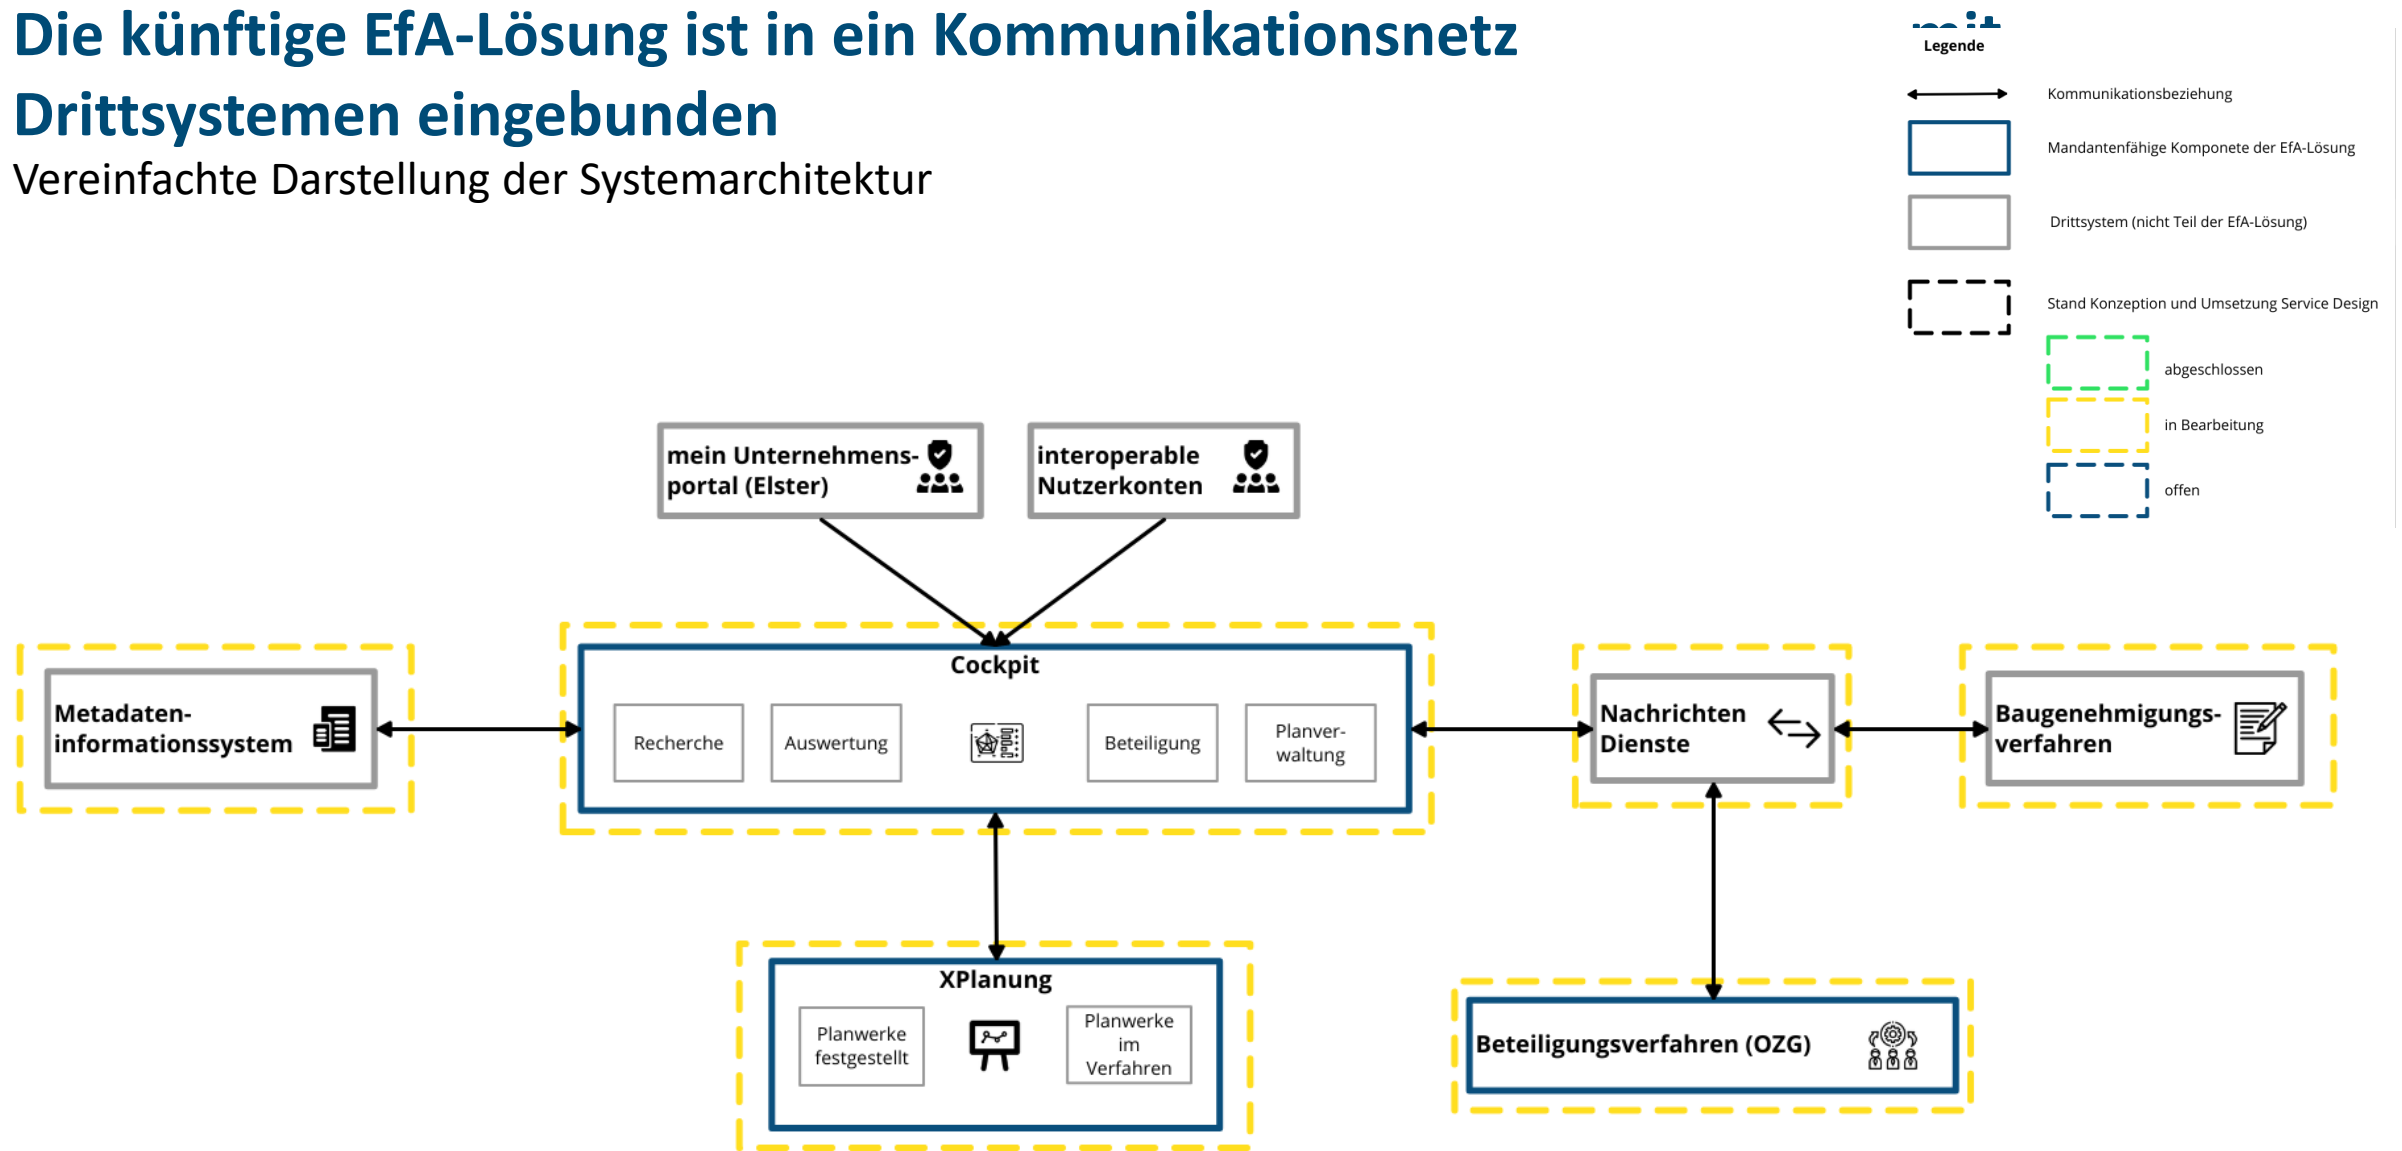 Die künftige EfA-Lösung ist in ein Kommunikationsnetz mit
Drittsystemen eingebunden
Vereinfachte Darstellung der Systemarchitektur
Legende
Kommunikationsbeziehung
Mandantenfähige Komponete der EfA-Lösung
Drittsystem (nicht Teil der EfA-Lösung)
Stand Konzeption und Umsetzung Service Design
abgeschlossen
in Bearbeitung
offen
mein Unternehmens-
portal (Elster)
interoperable
Nutzerkonten
Metadaten-
informationssystem
Cockpit
Recherche
Auswertung
Beteiligung
Planver-
waltung
Nachrichten
Dienste
Baugenehmigungs-
verfahren
XPlanung
Planwerke
festgestellt
Planwerke
im
Verfahren
Beteiligungsverfahren (OZG)